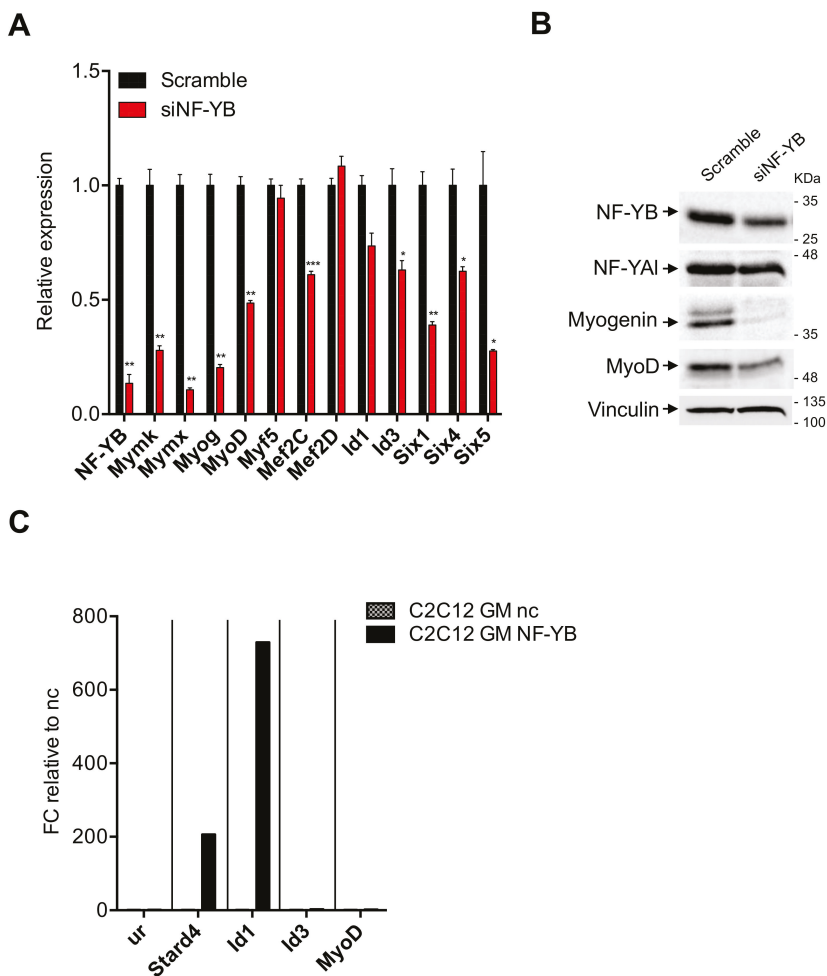 A
1.5
1.0
0.5
0.0
Relative expression
Scramble
siNF-YB
**
**
**
**
**
***
*
**
*
*
NF-YB
Mymk
Mymx
Myog
MyoD
Myf5
Mef2C
Mef2D
Id1
Id3
Six1
Six4
Six5
B
Scramble
siNF-YB
KDa
NF-YB
- 35
- 25
NF-YAl
- 48
Myogenin
- 35
MyoD
- 48
Vinculin
- 135
- 100
C
800
600
400
200
0
FC relative to nc
C2C12 GM nc
C2C12 GM NF-YB
ur
Stard4
Id1
Id3
MyoD